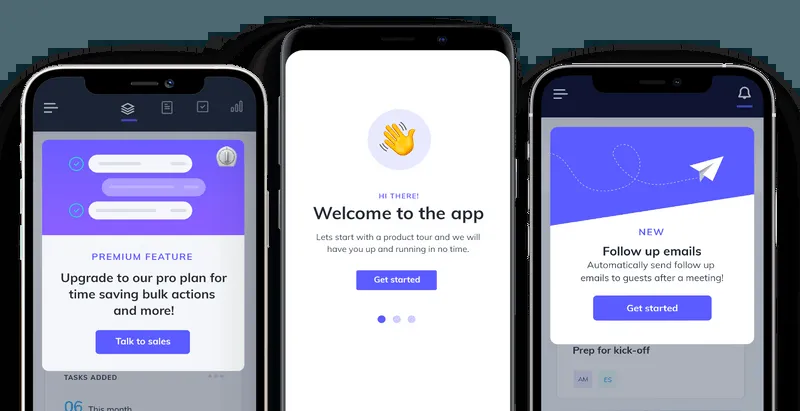 PREMIUM FEATURE
Upgrade to our pro plan for
time saving bulk actions
and more!
Talk to sales
TASKS ADDED
06 This month
HI THERE!
Welcome to the app
Lets start with a product tour and we will
have you up and running in no time.
Get started
NEW
Follow up emails
Automatically send follow up
emails to guests after a meeting!
Get started
Prep for kick-off
AM ES